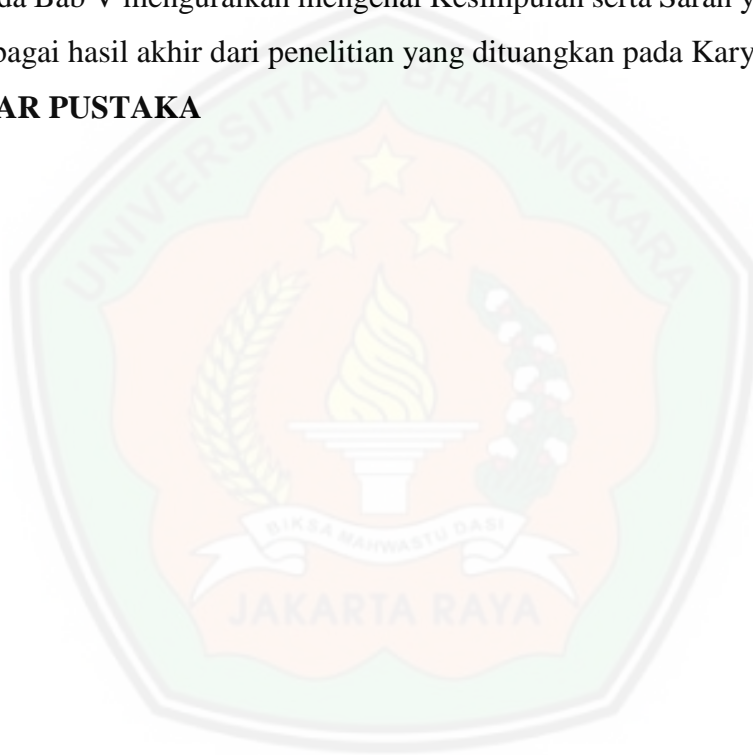 da Bab V menguraikan mengenai Kesimpulan serta Saran y
bagai hasil akhir dari penelitian yang dituangkan pada Kary
AR PUSTAKA
UNIVERSITAS BHAYANGKARA
BIKSA MAHWASTU DASI
JAKARTA RAYA